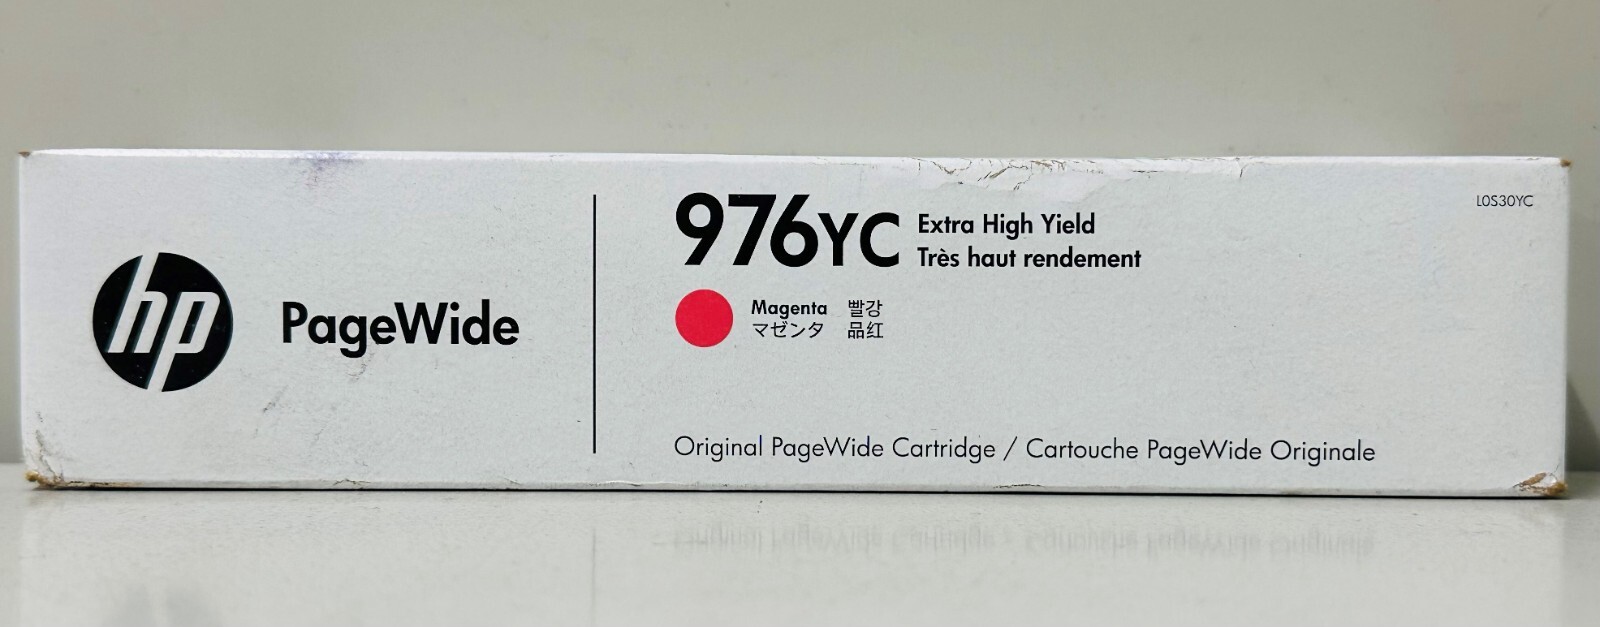 hp
PageWide
976YC
Extra High Yield
Très haut rendement
L0S30YC
Magenta 빨강
マゼンタ 品红
Original PageWide Cartridge / Cartouche PageWide Originale